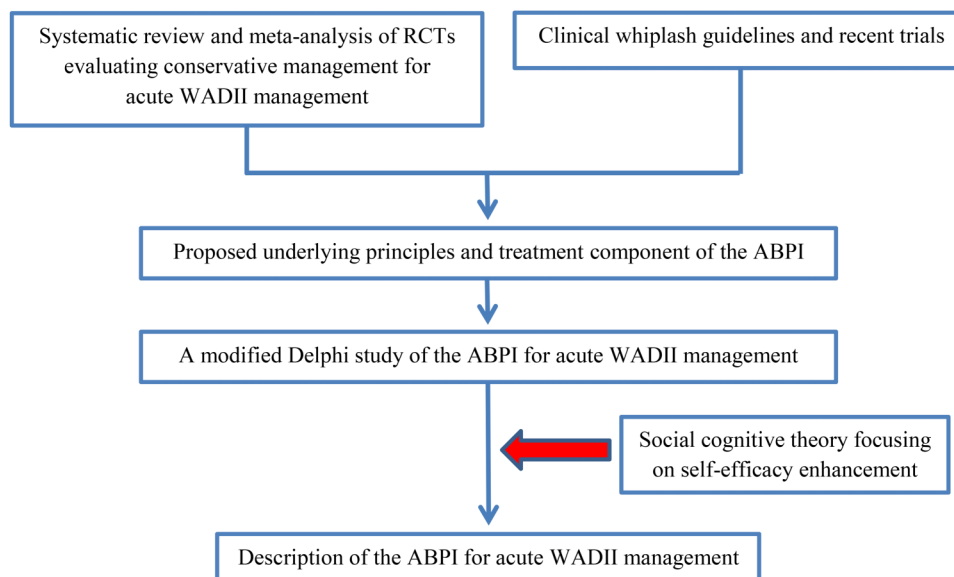 Systematic review and meta-analysis of RCTs
evaluating conservative management for
acute WADII management
Clinical whiplash guidelines and recent trials
Proposed underlying principles and treatment component of the ABPI
A modified Delphi study of the ABPI for acute WADII management
Social cognitive theory focusing
on self-efficacy enhancement
Description of the ABPI for acute WADII management